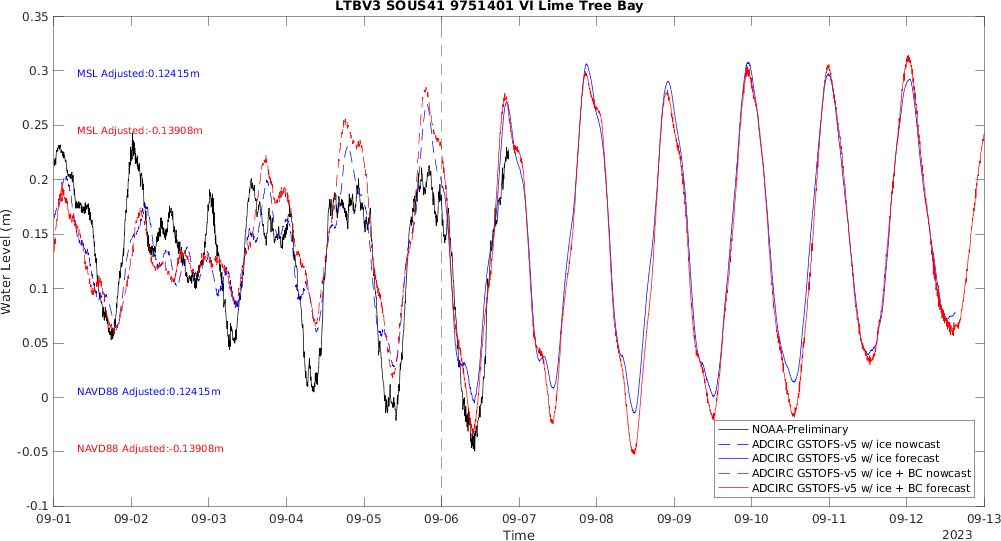 LTBV3 SOUS41 9751401 VI Lime Tree Bay
0.35
0.3
0.25
0.2
0.15
0.1
0.05
0
-0.05
-0.1
Water Level (m)
MSL Adjusted:0.12415m
MSL Adjusted:-0.13908m
NAVD88 Adjusted:0.12415m
NAVD88 Adjusted:-0.13908m
NOAA-Preliminary
ADCIRC GSTOFS-v5 w/ ice nowcast
ADCIRC GSTOFS-v5 w/ ice forecast
ADCIRC GSTOFS-v5 w/ ice + BC nowcast
ADCIRC GSTOFS-v5 w/ ice + BC forecast
09-01 09-02 09-03 09-04 09-05 09-06 09-07 09-08 09-09 09-10 09-11 09-12 09-13
Time
2023